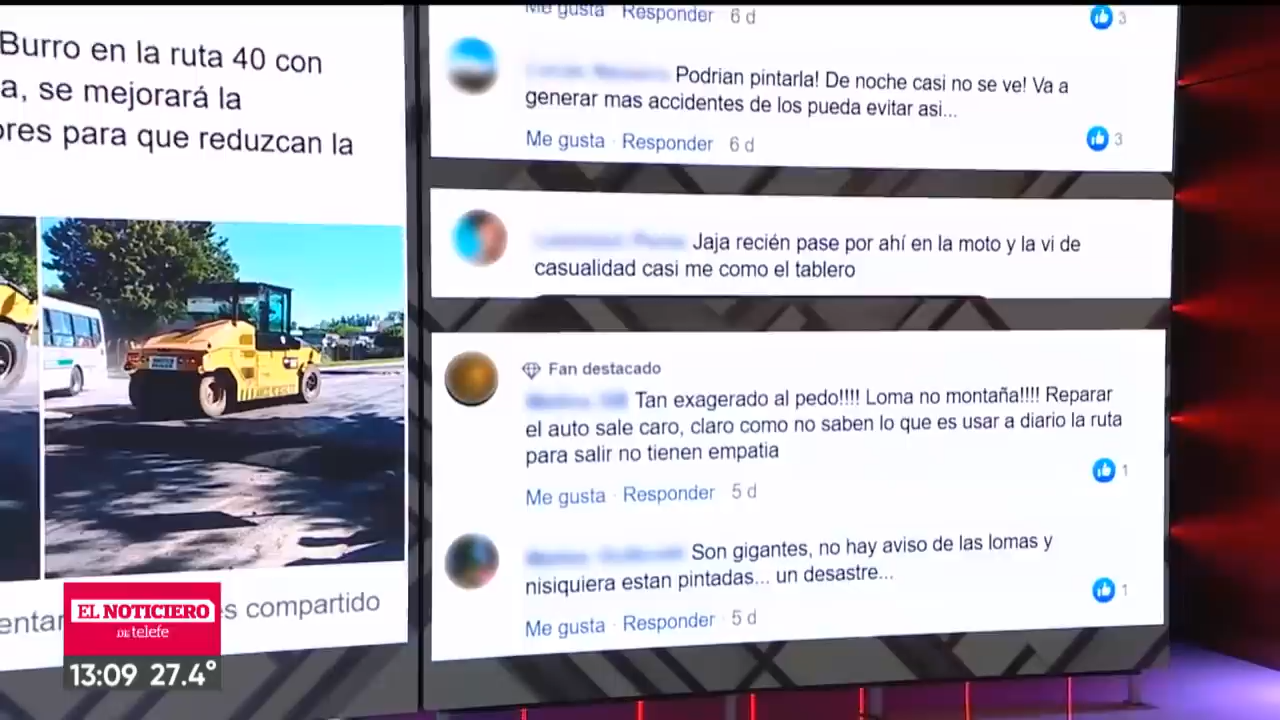 Burro en la ruta 40 con
a, se mejorará la
ores para que reduzcan la
s compartido
entar
EL NOTICIERO
DE telefe
13:09 27.4°
Me gusta Responder 6 d
3
Podrian pintarla! De noche casi no se ve! Va a
generar mas accidentes de los pueda evitar asi...
Me gusta · Responder 6 d
3
Jaja recién pase por ahí en la moto y la vi de
casualidad casi me como el tablero
Fan destacado
Tan exagerado al pedo!!!! Loma no montaña!!!! Reparar
el auto sale caro, claro como no saben lo que es usar a diario la ruta
para salir no tienen empatia
Me gusta · Responder 5 d
1
Son gigantes, no hay aviso de las lomas y
nisiquiera estan pintadas... un desastre...
Me gusta · Responder · 5 d
1